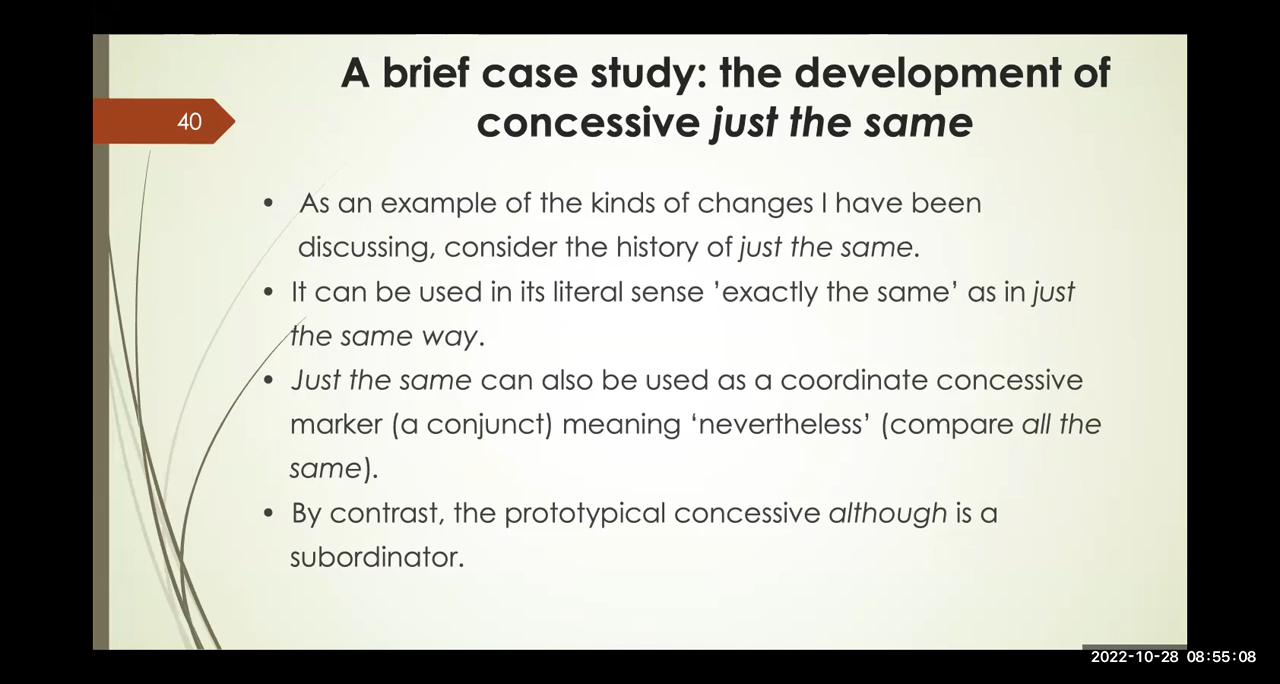 A brief case study: the development of
concessive just the same
40
• As an example of the kinds of changes I have been
discussing, consider the history of just the same.
• It can be used in its literal sense ’exactly the same’ as in just
the same way.
• Just the same can also be used as a coordinate concessive
marker (a conjunct) meaning ‘nevertheless’ (compare all the
same).
• By contrast, the prototypical concessive although is a
subordinator.
2022-10-28 08:55:08